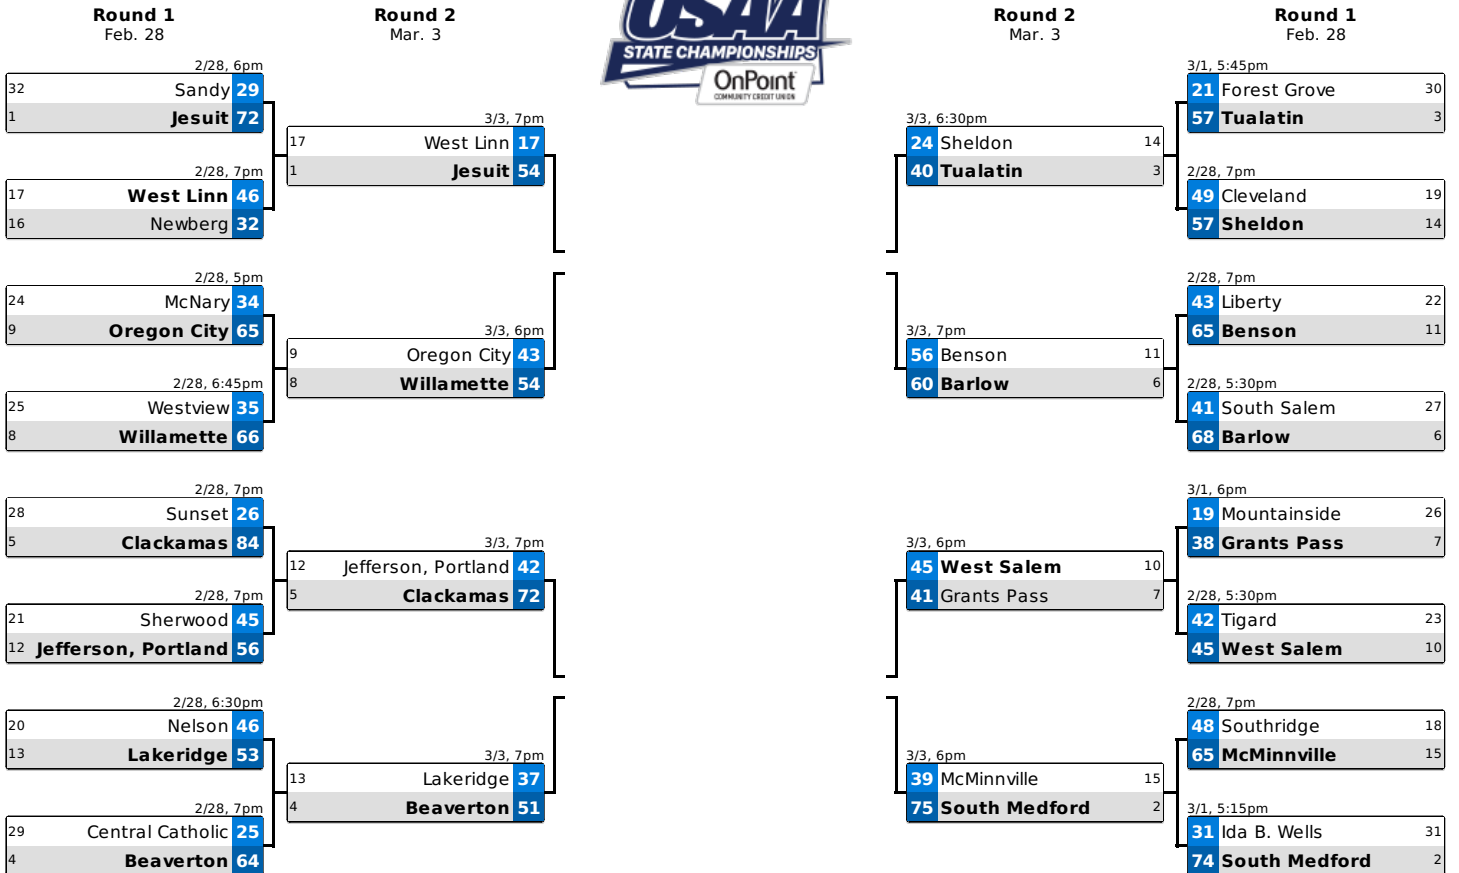 Round 1
Feb. 28
Round 2
Mar. 3
USAA
STATE CHAMPIONSHIPS
OnPoint
COMMUNITY CREDIT UNION
Round 2
Mar. 3
Round 1
Feb. 28
2/28, 6pm
32 Sandy 29
1 Jesuit 72
2/28, 7pm
17 West Linn 46
16 Newberg 32
2/28, 5pm
24 McNary 34
9 Oregon City 65
2/28, 6:45pm
25 Westview 35
8 Willamette 66
2/28, 7pm
28 Sunset 26
5 Clackamas 84
2/28, 7pm
21 Sherwood 45
12 Jefferson, Portland 56
2/28, 6:30pm
20 Nelson 46
13 Lakeridge 53
2/28, 7pm
29 Central Catholic 25
4 Beaverton 64
3/3, 7pm
17 West Linn 17
1 Jesuit 54
3/3, 6pm
9 Oregon City 43
8 Willamette 54
3/3, 7pm
12 Jefferson, Portland 42
5 Clackamas 72
3/3, 7pm
13 Lakeridge 37
4 Beaverton 51
3/3, 6:30pm
24 Sheldon 14
40 Tualatin 3
3/3, 7pm
56 Benson 11
60 Barlow 6
3/3, 6pm
45 West Salem 10
41 Grants Pass 7
3/3, 6pm
39 McMinnville 15
75 South Medford 2
3/1, 5:45pm
21 Forest Grove 30
57 Tualatin 3
2/28, 7pm
49 Cleveland 19
57 Sheldon 14
2/28, 7pm
43 Liberty 22
65 Benson 11
2/28, 5:30pm
41 South Salem 27
68 Barlow 6
3/1, 6pm
19 Mountainside 26
38 Grants Pass 7
2/28, 5:30pm
42 Tigard 23
45 West Salem 10
2/28, 7pm
48 Southridge 18
65 McMinnville 15
3/1, 5:15pm
31 Ida B. Wells 31
74 South Medford 2